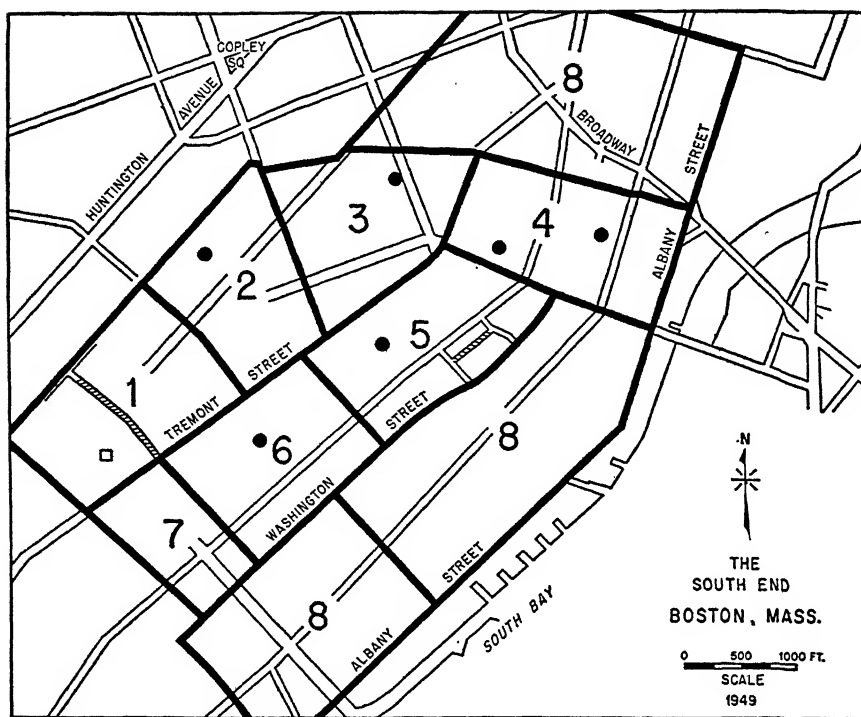 COPLEY
SQ
HUNTINGTON
AVENUE
8
BROADWAY
STREET
ALBANY
3
4
2
5
1
TREMONT
STREET
6
WASHINGTON
STREET
8
7
8
ALBANY
STREET
SOUTH BAY
N
THE
SOUTH END
BOSTON, MASS.
0 500 1000 FT.
SCALE
1949